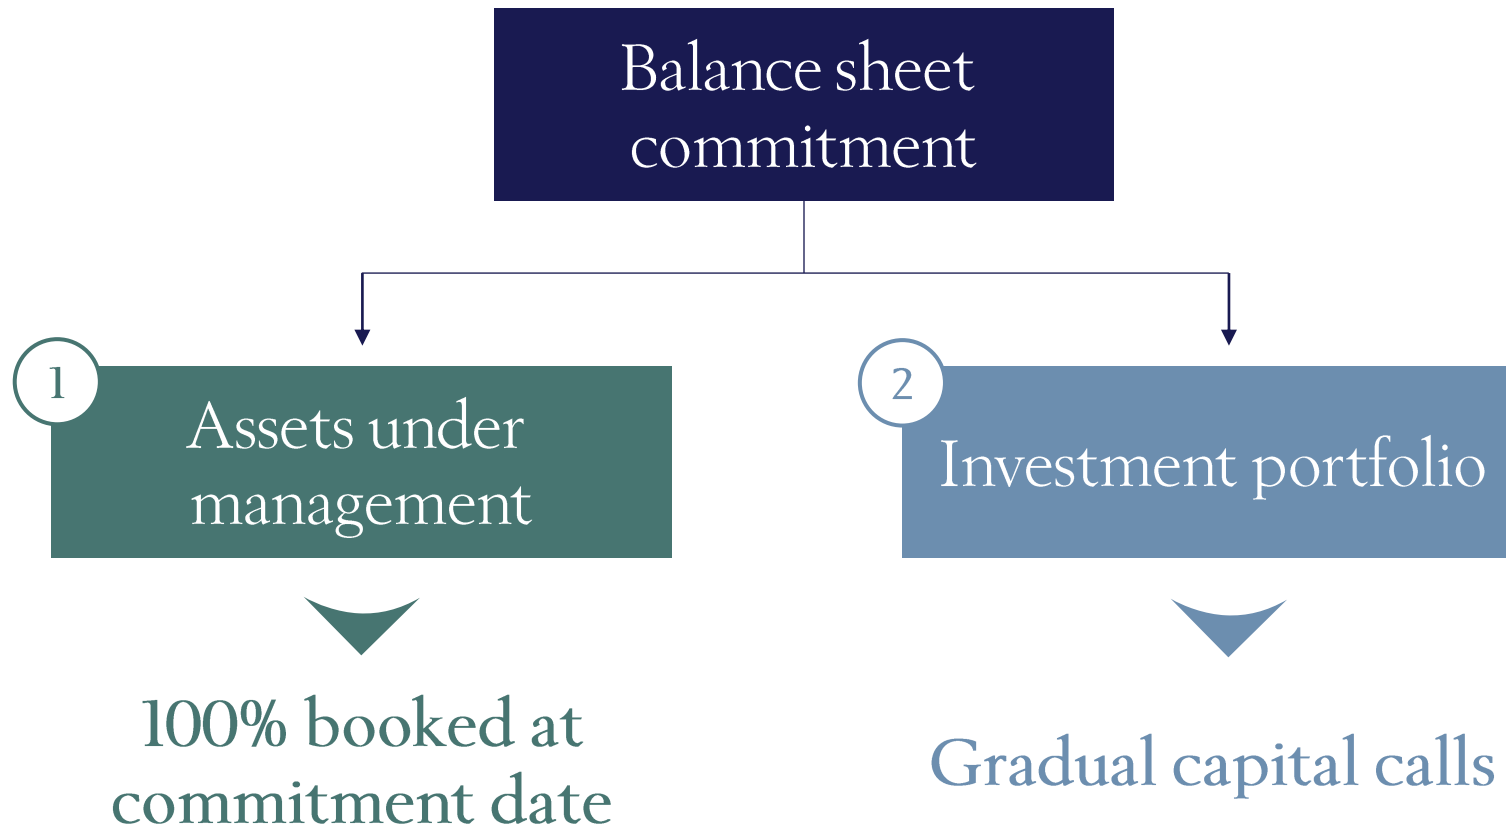 Balance sheet
commitment
1
Assets under
management
2
Investment portfolio
100% booked at
commitment date
Gradual capital calls